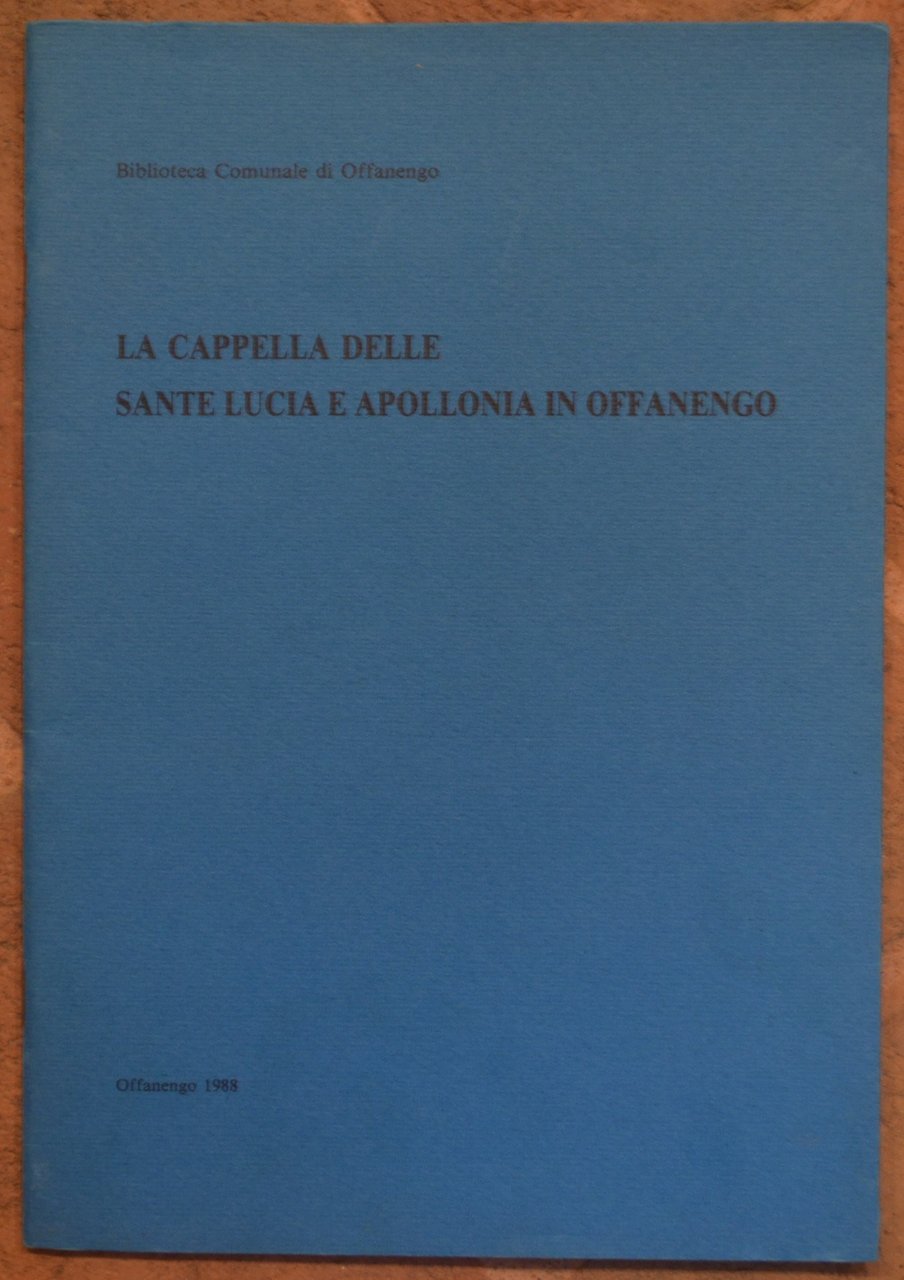 Biblioteca Comunale di Offanengo
LA CAPPELLA DELLE
SANTE LUCIA E APOLLONIA IN OFFANENGO
Offanengo 1988